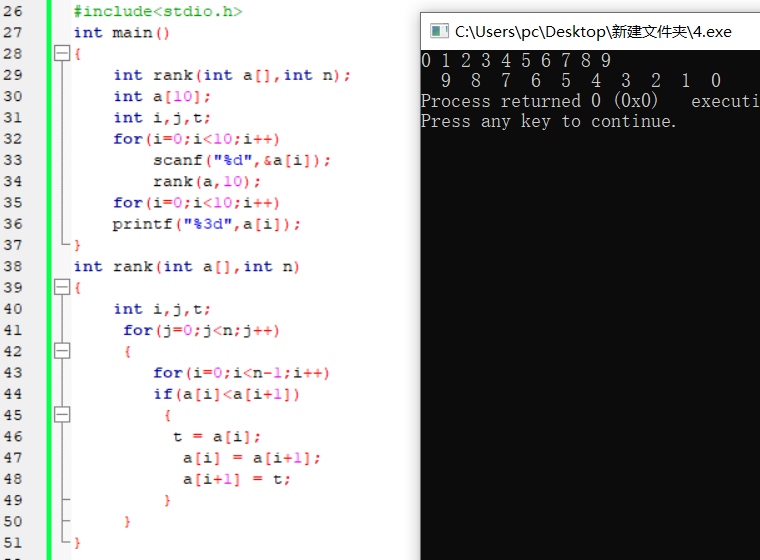 26 #include<stdio.h>
27 int main()
28 {
29 int rank(int a[],int n);
30 int a[10];
31 int i,j,t;
32 for(i=0;i<10;i++)
33 scanf("%d",&a[i]);
34 rank(a,10);
35 for(i=0;i<10;i++)
36 printf("%3d",a[i]);
37 }
38 int rank(int a[],int n)
39 {
40 int i,j,t;
41 for(j=0;j<n;j++)
42 {
43 for(i=0;i<n-1;i++)
44 if(a[i]<a[i+1])
45 {
46 t = a[i];
47 a[i] = a[i+1];
48 a[i+1] = t;
49 }
50 }
51 }
C:\Users\pc\Desktop\新建文件夹\4.exe
0 1 2 3 4 5 6 7 8 9
9 8 7 6 5 4 3 2 1 0
Process returned 0 (0x0) executi
Press any key to continue.